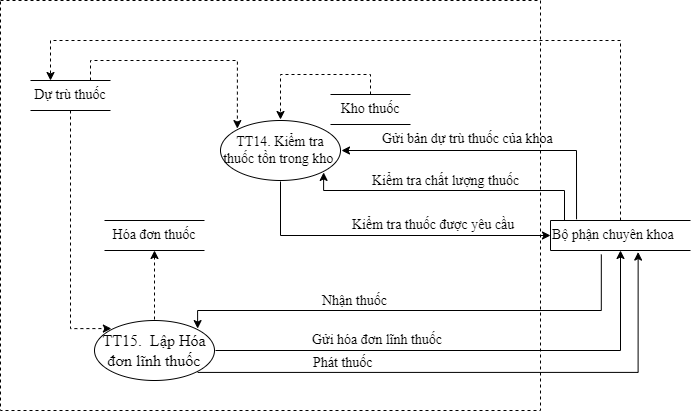 Dự trù thuốc
Kho thuốc
TT14. Kiểm tra
thuốc tồn trong kho
Gửi bản dự trù thuốc của khoa
Kiểm tra chất lượng thuốc
Kiểm tra thuốc được yêu cầu
Hóa đơn thuốc
Bộ phận chuyên khoa
Nhận thuốc
TT15. Lập Hóa
đơn lĩnh thuốc
Gửi hóa đơn lĩnh thuốc
Phát thuốc